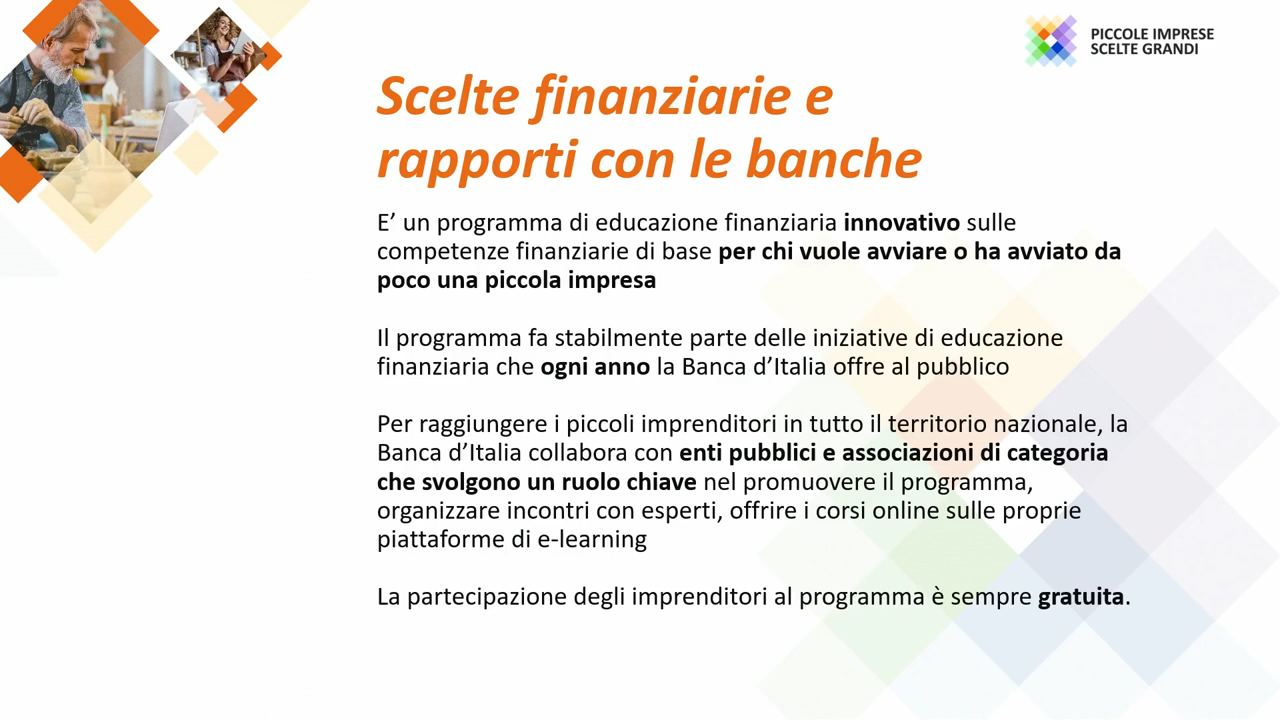 PICCOLE IMPRESE
SCELTE GRANDI
Scelte finanziarie e
rapporti con le banche
E’ un programma di educazione finanziaria innovativo sulle
competenze finanziarie di base per chi vuole avviare o ha avviato da
poco una piccola impresa
Il programma fa stabilmente parte delle iniziative di educazione
finanziaria che ogni anno la Banca d’Italia offre al pubblico
Per raggiungere i piccoli imprenditori in tutto il territorio nazionale, la
Banca d’Italia collabora con enti pubblici e associazioni di categoria
che svolgono un ruolo chiave nel promuovere il programma,
organizzare incontri con esperti, offrire i corsi online sulle proprie
piattaforme di e-learning
La partecipazione degli imprenditori al programma è sempre gratuita.